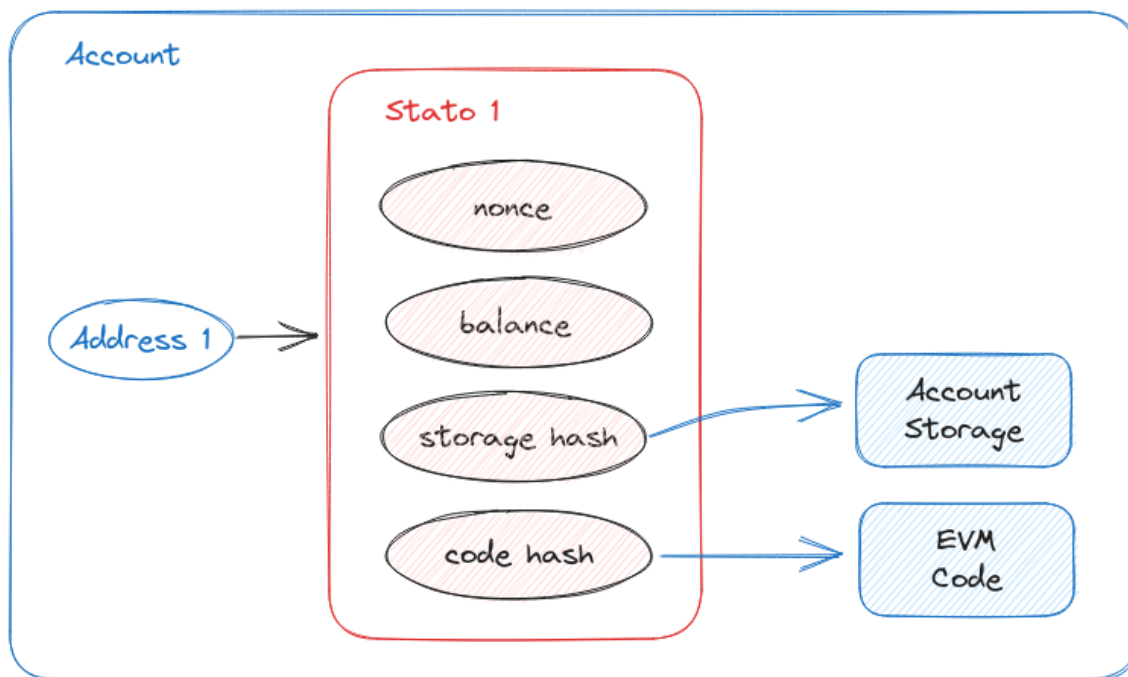 Account
Stato 1
nonce
balance
Address 1
storage hash
code hash
Account
Storage
EVM
Code